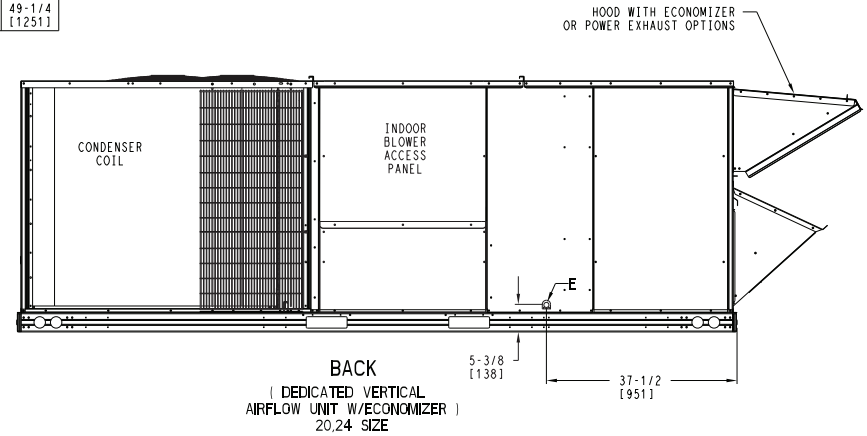 49-1/4
[1251]
HOOD WITH ECONOMIZER
OR POWER EXHAUST OPTIONS
CONDENSER
COIL
INDOOR
BLOWER
ACCESS
PANEL
E
5-3/8
[138]
37-1/2
[951]
BACK
( DEDICATED VERTICAL
AIRFLOW UNIT W/ECONOMIZER )
20,24 SIZE